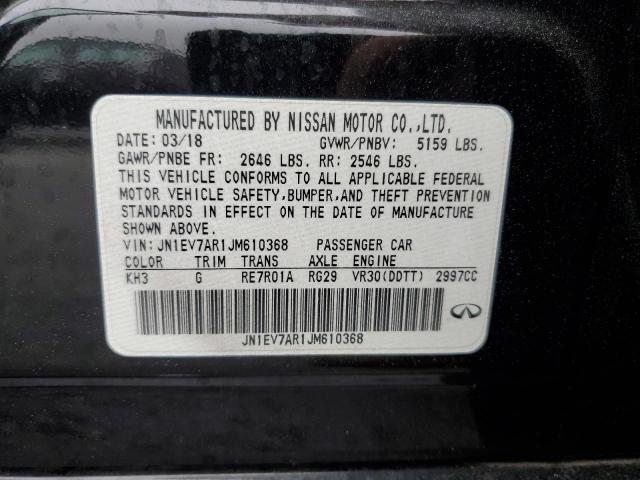 MANUFACTURED BY NISSAN MOTOR CO.,LTD.
DATE: 03/18 GVWR/PNBV: 5159 LBS.
GAWR/PNBE FR: 2646 LBS. RR: 2546 LBS.
THIS VEHICLE CONFORMS TO ALL APPLICABLE FEDERAL
MOTOR VEHICLE SAFETY,BUMPER,AND THEFT PREVENTION
STANDARDS IN EFFECT ON THE DATE OF MANUFACTURE
SHOWN ABOVE.
VIN: JN1EV7AR1JM610368 PASSENGER CAR
COLOR TRIM TRANS AXLE ENGINE
KH3 G RE7R01A RG29 VR30(DDTT) 2997CC
JN1EV7AR1JM610368